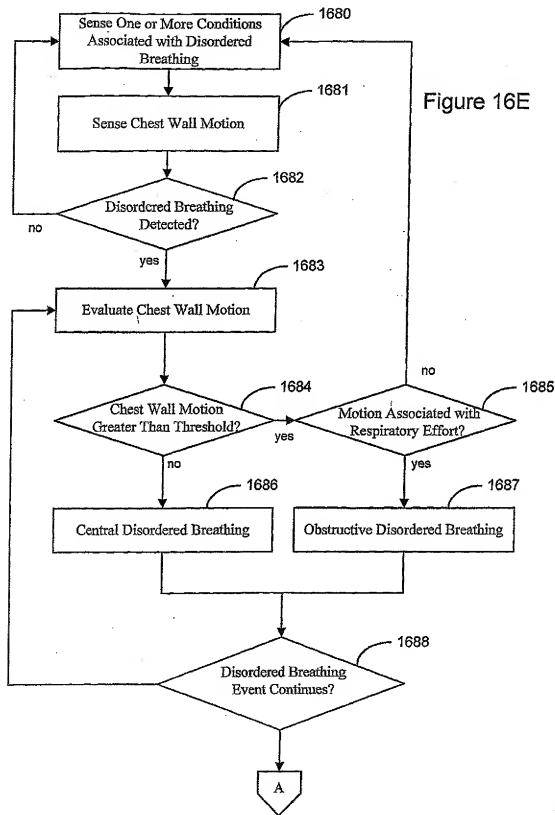 Sense One or More Conditions
Associated with Disordered
Breathing
1680
Figure 16E
Sense Chest Wall Motion
1681
Disordcred Breathing
Detected?
1682
no
yes
Evaluate Chest Wall Motion
1683
Chest Wall Motion
Greater Than Threshold?
1684
yes
no
Motion Associated with
Respiratory Effort?
1685
no
yes
Central Disordered Breathing
1686
Obstructive Disordered Breathing
1687
Disordered Breathing
Event Continues?
1688
A